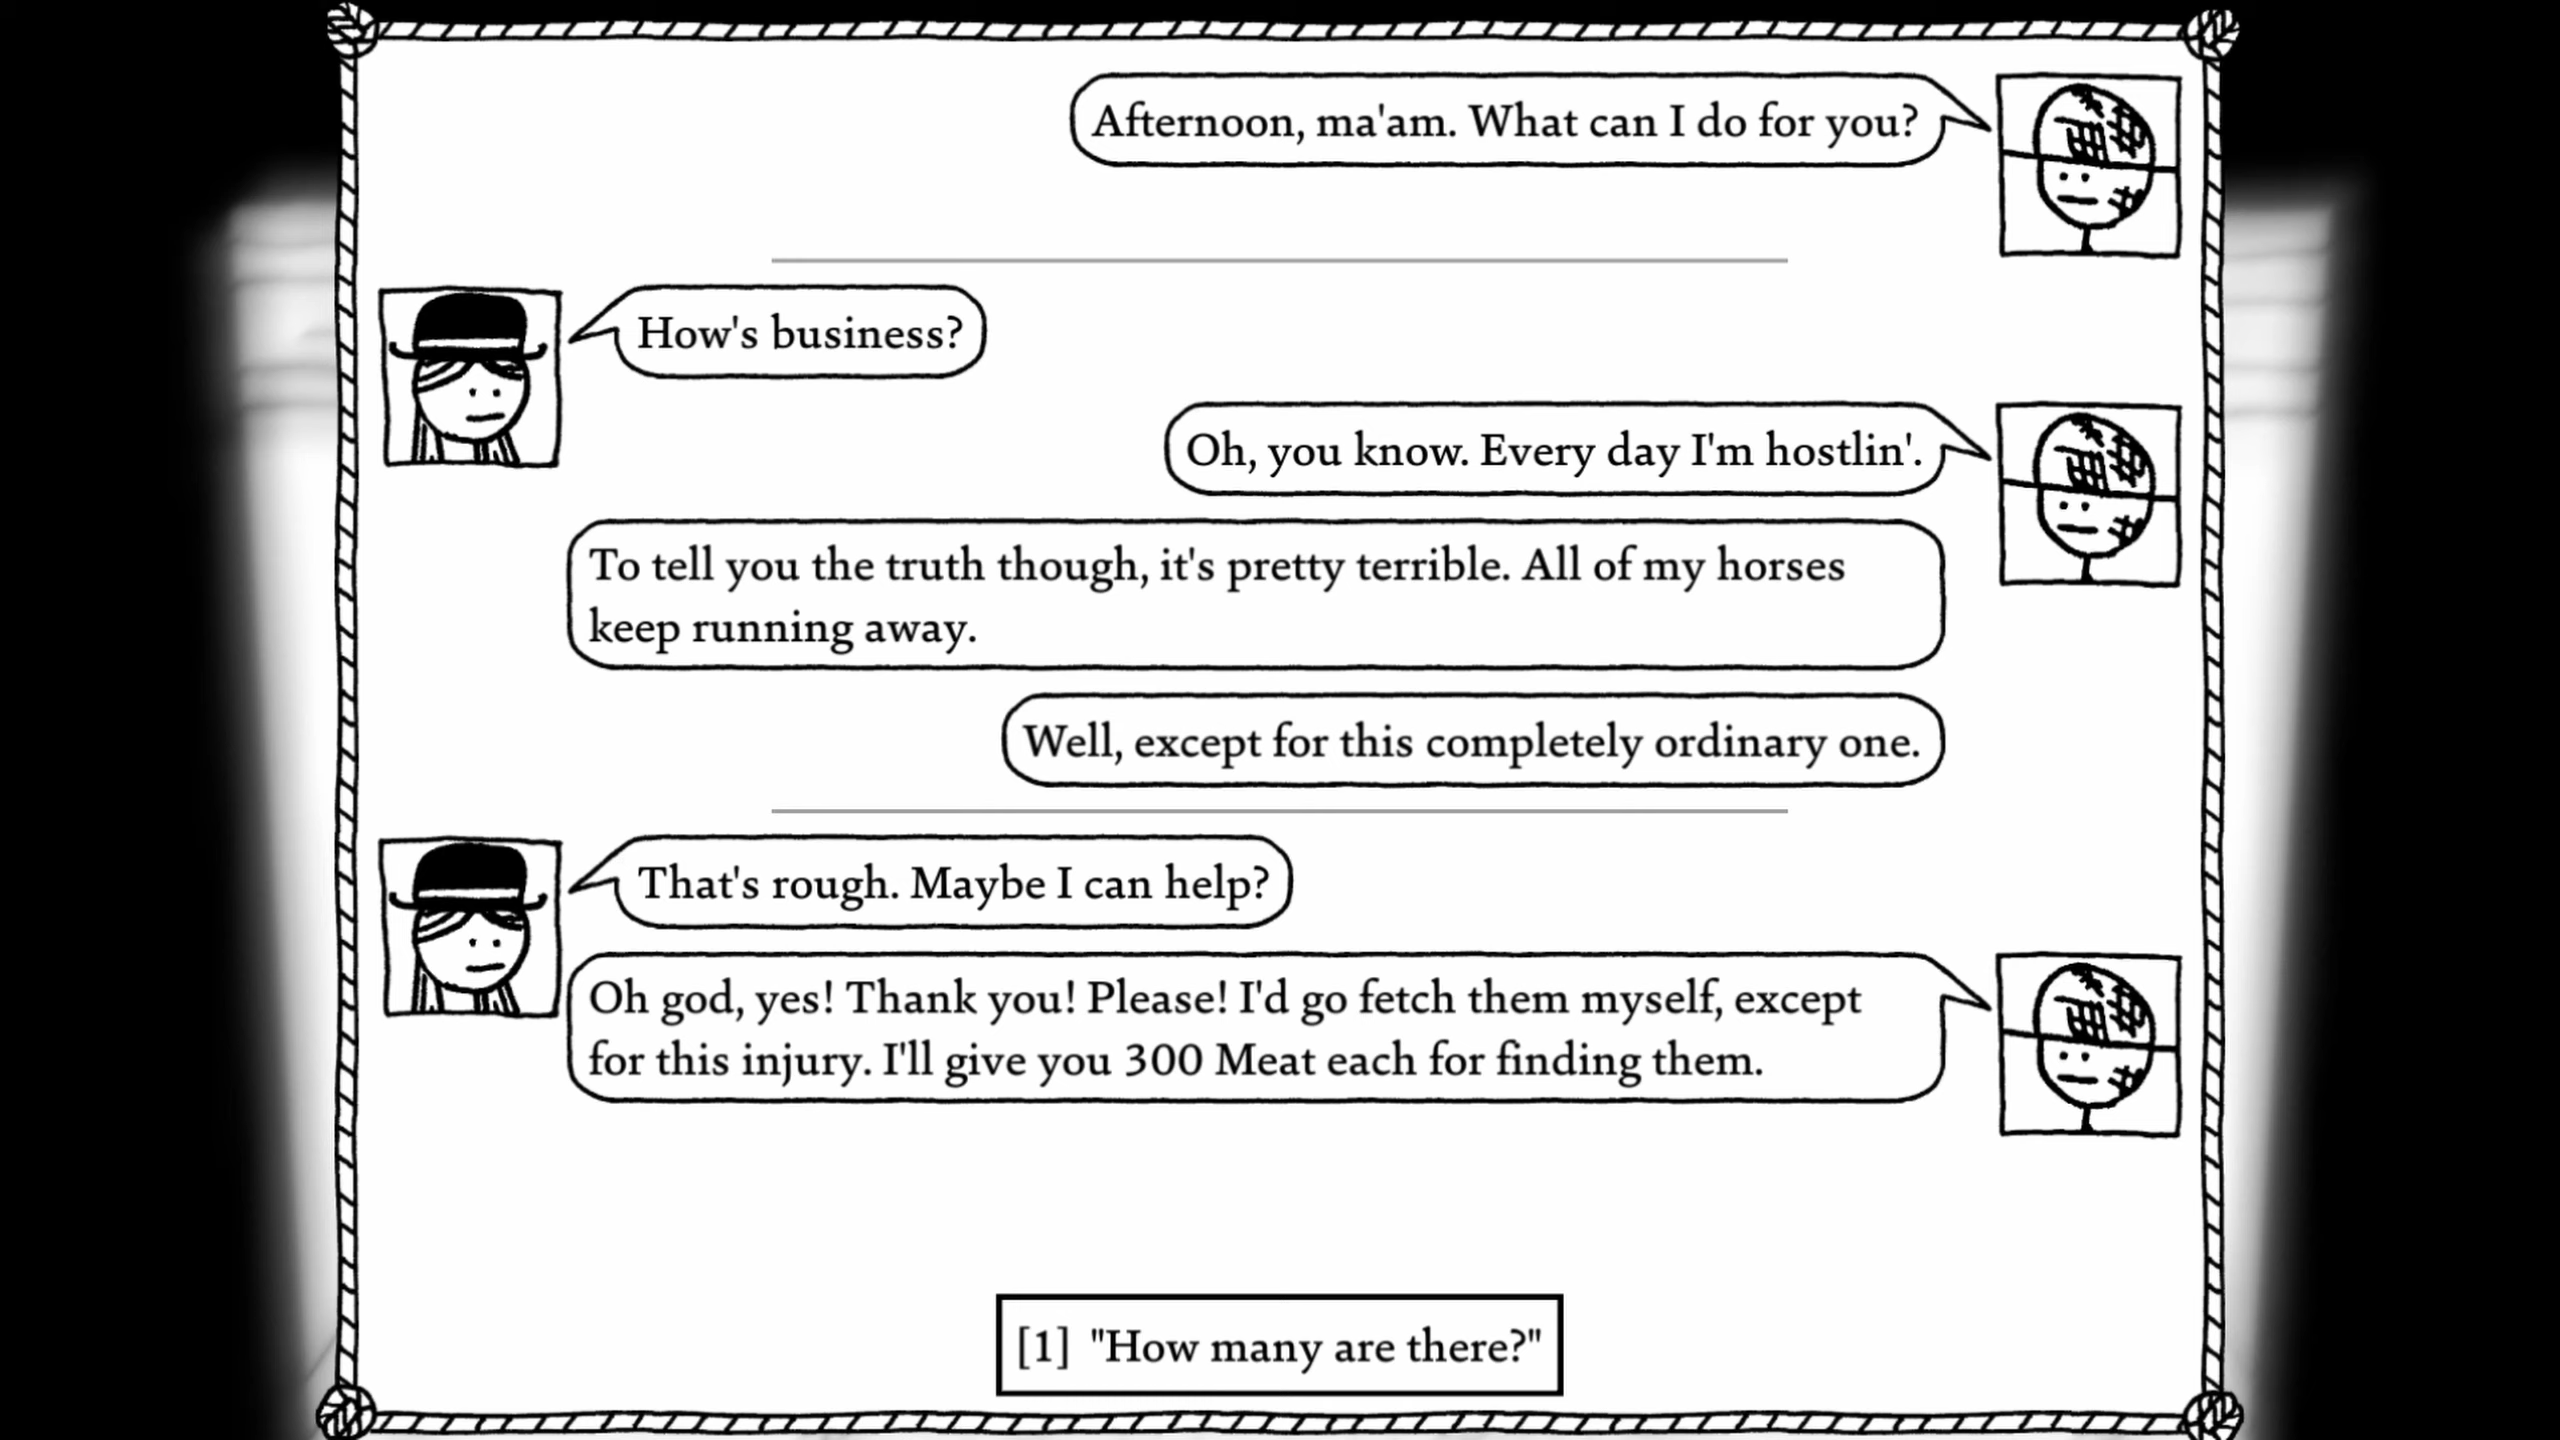 Afternoon, ma'am. What can I do for you?
How's business?
Oh, you know. Every day I'm hostlin'.
To tell you the truth though, it's pretty terrible. All of my horses
keep running away.
Well, except for this completely ordinary one.
That's rough. Maybe I can help?
Oh god, yes! Thank you! Please! I'd go fetch them myself, except
for this injury. I'll give you 300 Meat each for finding them.
[1] "How many are there?"